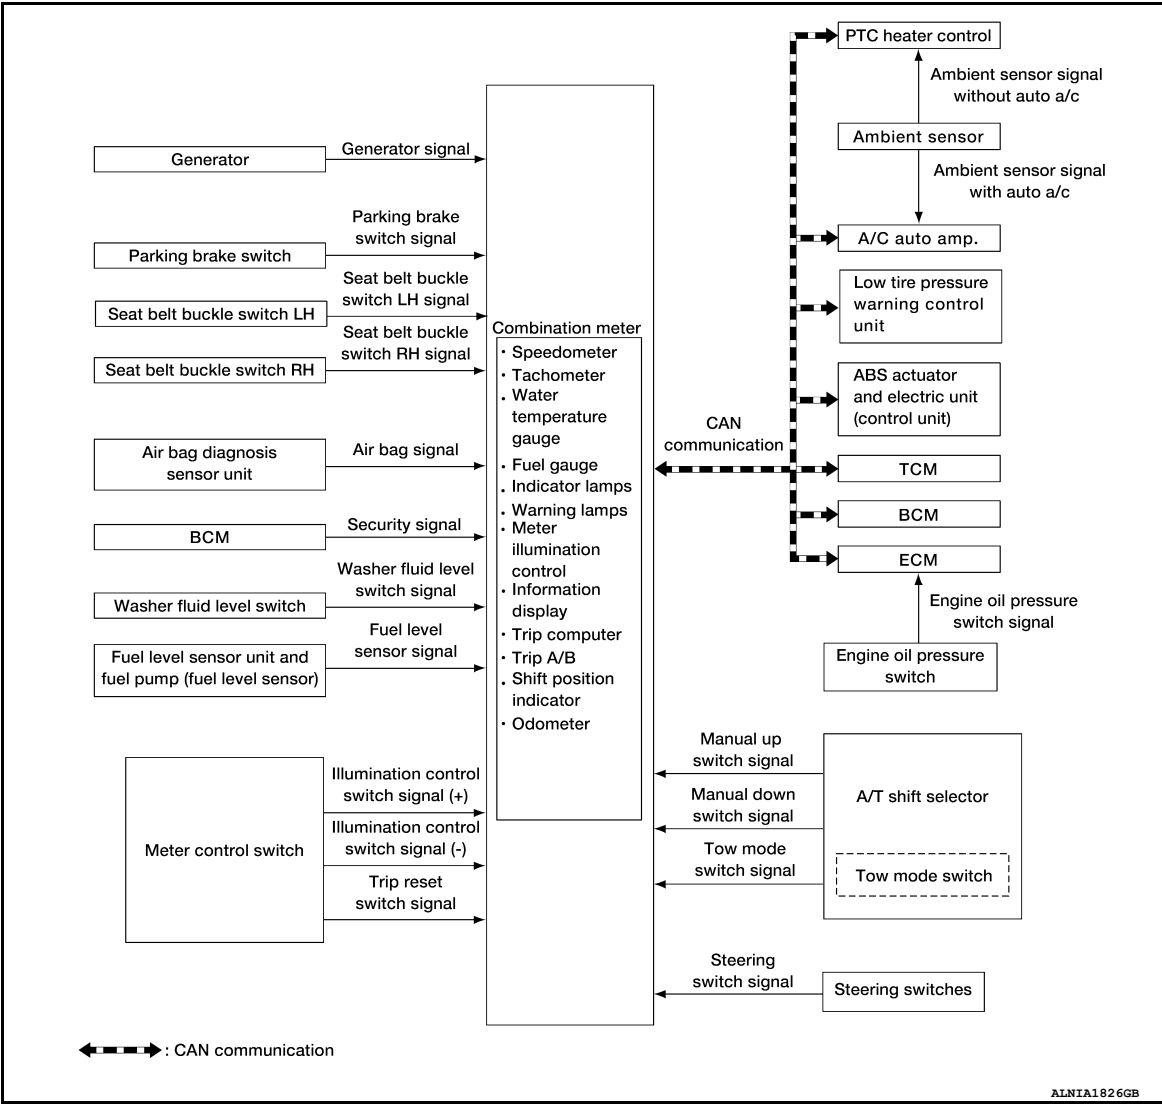 PTC heater control
Ambient sensor signal
without auto a/c
Ambient sensor
Ambient sensor signal
with auto a/c
A/C auto amp.
Low tire pressure
warning control
unit
ABS actuator
and electric unit
(control unit)
TCM
BCM
ECM
Engine oil pressure
switch signal
Engine oil pressure
switch
Generator
Generator signal
Parking brake
switch signal
Parking brake switch
Seat belt buckle
switch LH signal
Seat belt buckle switch LH
Seat belt buckle
switch RH signal
Seat belt buckle switch RH
Air bag diagnosis
sensor unit
Air bag signal
BCM
Security signal
Washer fluid level
switch signal
Washer fluid level switch
Fuel level
sensor signal
Fuel level sensor unit and
fuel pump (fuel level sensor)
Combination meter
• Speedometer
• Tachometer
• Water
temperature
gauge
• Fuel gauge
• Indicator lamps
• Warning lamps
• Meter
illumination
control
• Information
display
• Trip computer
• Trip A/B
• Shift position
indicator
• Odometer
CAN
communication
Meter control switch
Illumination control
switch signal (+)
Illumination control
switch signal (-)
Trip reset
switch signal
Manual up
switch signal
Manual down
switch signal
Tow mode
switch signal
A/T shift selector
Tow mode switch
Steering
switch signal
Steering switches
: CAN communication
ALNIA1826GB